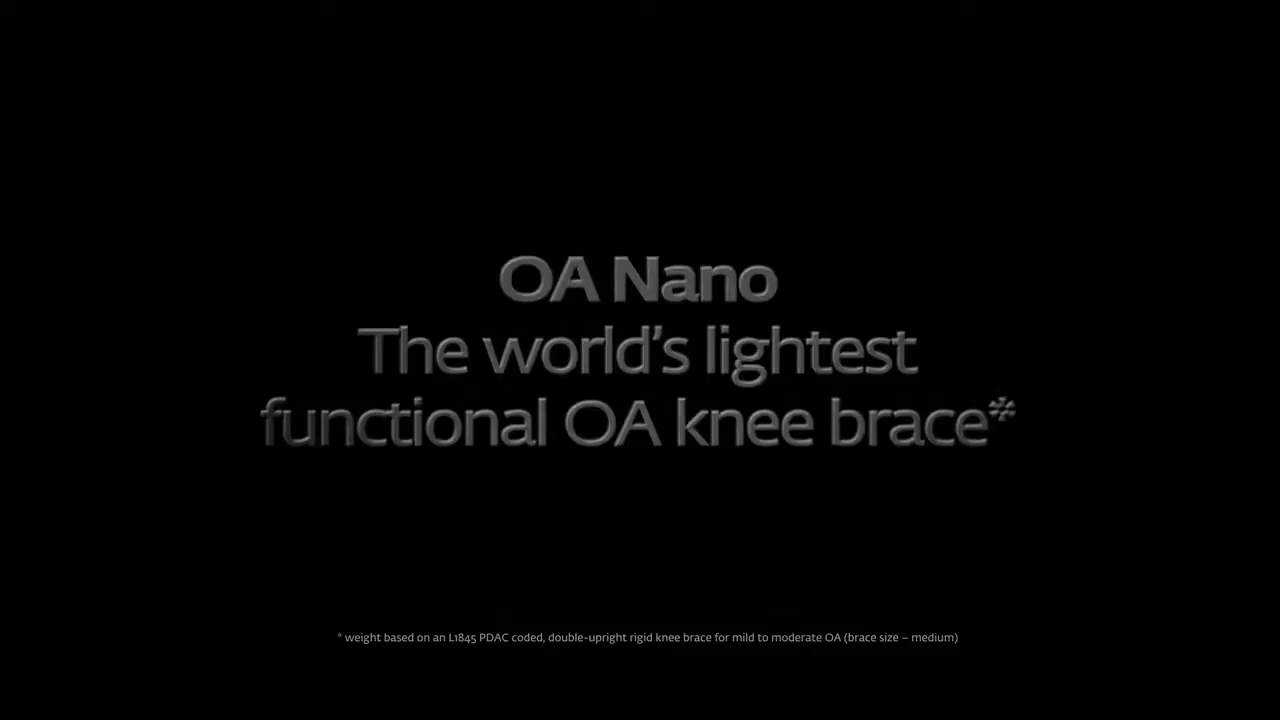 OA Nano
The world's lightest
functional OA knee brace*
* weight based on an L1845 PDAC coded, double-upright rigid knee brace for mild to moderate OA (brace size – medium)